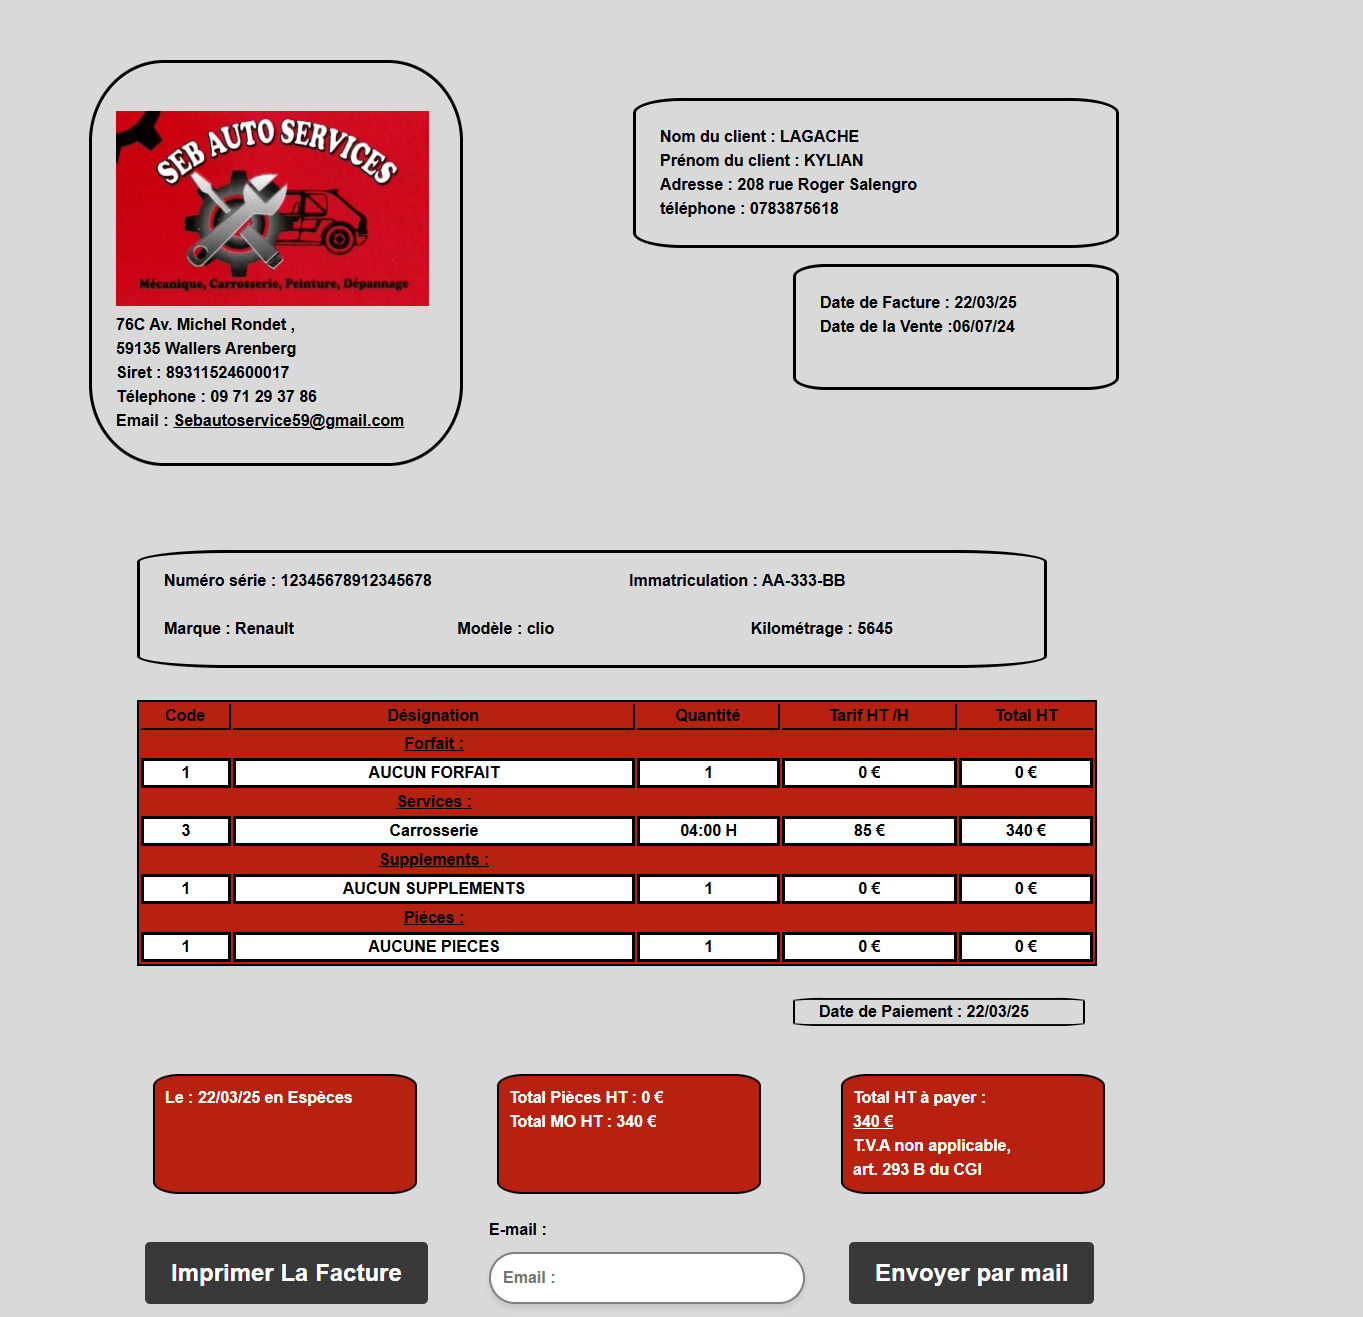 SEB AUTO SERVICES
Mécanique, Carrosserie, Peinture, Dépannage
76C Av. Michel Rondet ,
59135 Wallers Arenberg
Siret : 89311524600017
Télephone : 09 71 29 37 86
Email : Sebautoservice59@gmail.com
Nom du client : LAGACHE
Prénom du client : KYLIAN
Adresse : 208 rue Roger Salengro
téléphone : 0783875618
Date de Facture : 22/03/25
Date de la Vente :06/07/24
Numéro série : 12345678912345678 Immatriculation : AA-333-BB
Marque : Renault Modèle : clio Kilométrage : 5645
Code Désignation Quantité Tarif HT /H Total HT
Forfait :
1 AUCUN FORFAIT 1 0 € 0 €
Services :
3 Carrosserie 04:00 H 85 € 340 €
Supplements :
1 AUCUN SUPPLEMENTS 1 0 € 0 €
Piéces :
1 AUCUNE PIECES 1 0 € 0 €
Date de Paiement : 22/03/25
Le : 22/03/25 en Espèces
Total Pièces HT : 0 €
Total MO HT : 340 €
Total HT à payer :
340 €
T.V.A non applicable,
art. 293 B du CGI
E-mail :
Imprimer La Facture
Email :
Envoyer par mail